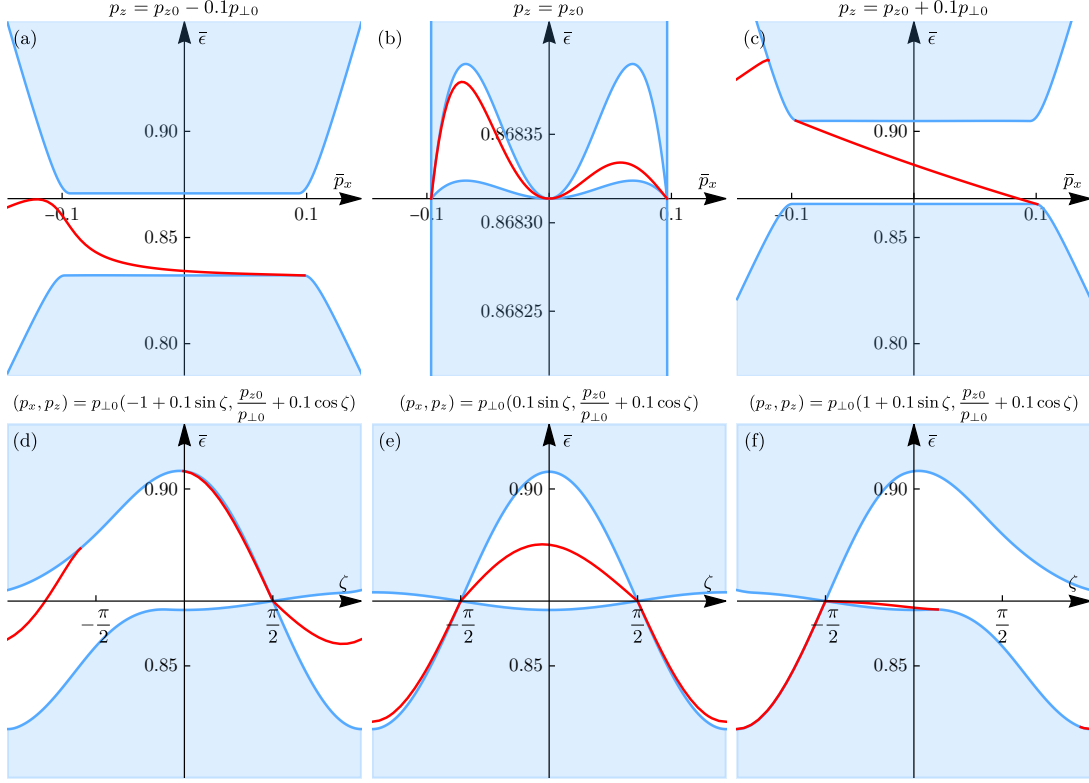 p_z = p_{z0} − 0.1p_{⊥0}
p_z = p_{z0}
p_z = p_{z0} + 0.1p_{⊥0}
(a)
ε̄
0.90
p̄_x
−0.1
0.1
0.85
0.80
(b)
ε̄
0.86835
p̄_x
−0.1
0.1
0.86830
0.86825
(c)
ε̄
0.90
p̄_x
−0.1
0.1
0.85
0.80
(p_x, p_z) = p_{⊥0}(−1 + 0.1 sin ζ, p_{z0}/p_{⊥0} + 0.1 cos ζ)
(p_x, p_z) = p_{⊥0}(0.1 sin ζ, p_{z0}/p_{⊥0} + 0.1 cos ζ)
(p_x, p_z) = p_{⊥0}(1 + 0.1 sin ζ, p_{z0}/p_{⊥0} + 0.1 cos ζ)
(d)
ε̄
0.90
ζ
−π/2
π/2
0.85
(e)
ε̄
0.90
ζ
−π/2
π/2
0.85
(f)
ε̄
0.90
ζ
−π/2
π/2
0.85